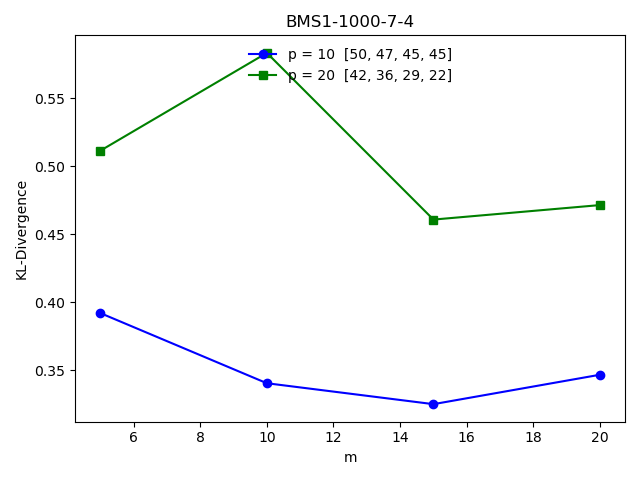 BMS1-1000-7-4
p = 10 [50, 47, 45, 45]
p = 20 [42, 36, 29, 22]
KL-Divergence
0.55
0.50
0.45
0.40
0.35
6 8 10 12 14 16 18 20
m